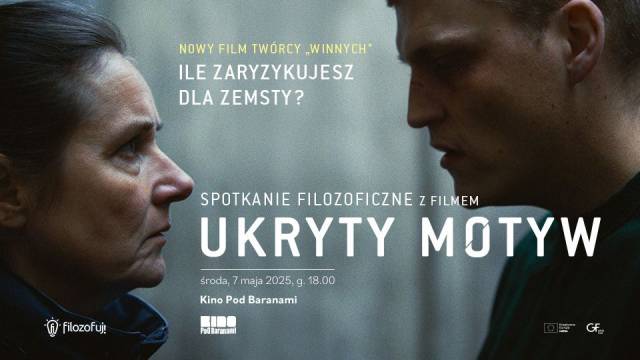 NOWY FILM TWÓRCY „WINNYCH”
ILE ZARYZYKUJESZ
DLA ZEMSTY?
SPOTKANIE FILOZOFICZNE Z FILMEM
UKRYTY MOTYW
środa, 7 maja 2025, g. 18.00
Kino Pod Baranami
KINO
Pod Baranami
filozofuj!
GF